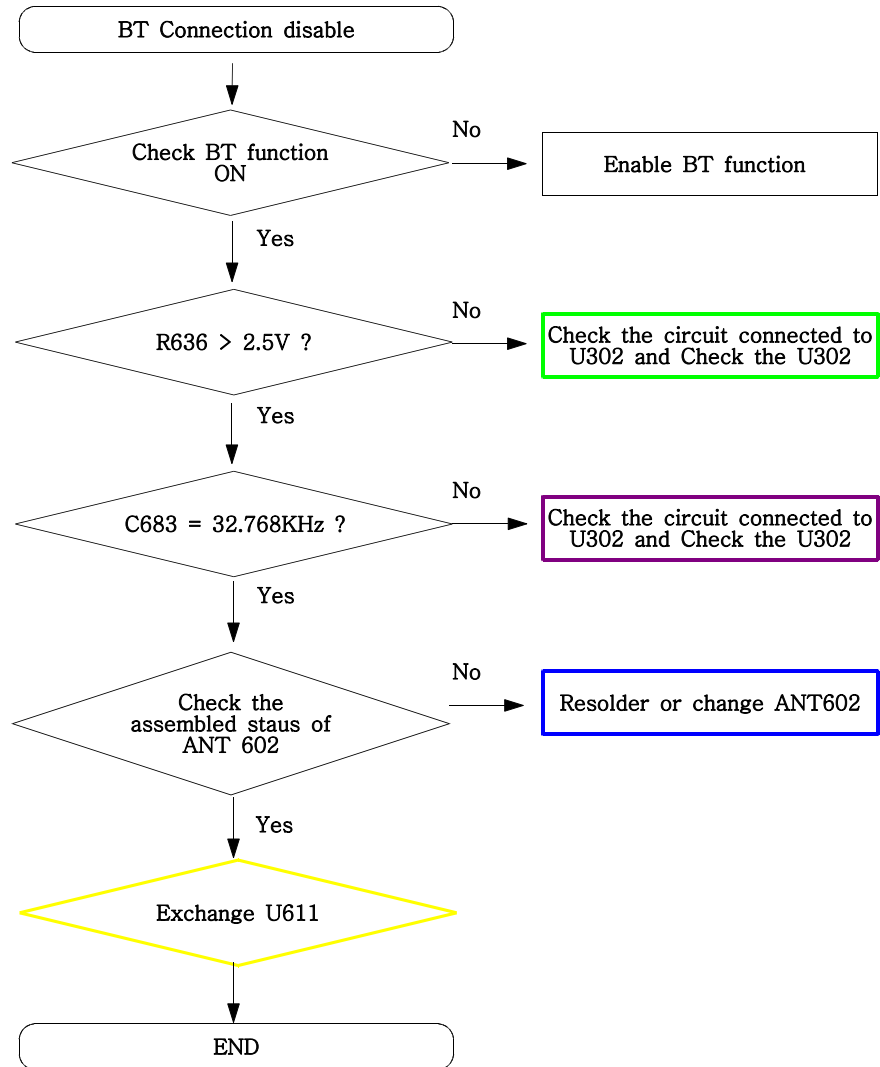 BT Connection disable
No
Check BT function
ON
Enable BT function
Yes
No
R636 > 2.5V ?
Check the circuit connected to
U302 and Check the U302
Yes
No
C683 = 32.768KHz ?
Check the circuit connected to
U302 and Check the U302
Yes
No
Check the
assembled staus of
ANT 602
Resolder or change ANT602
Yes
Exchange U611
END